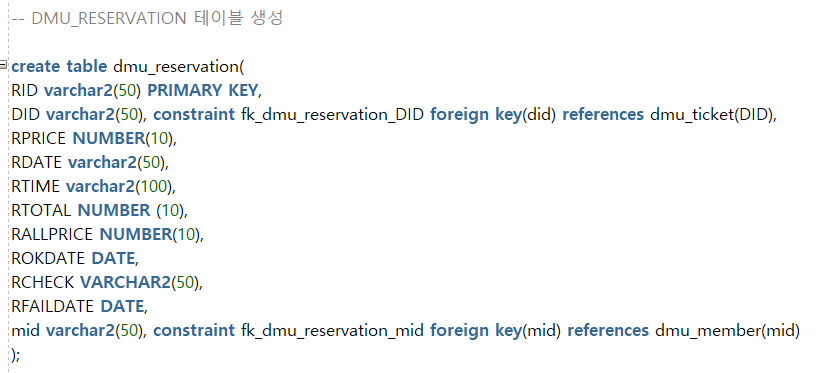 -- DMU_RESERVATION 테이블 생성
create table dmu_reservation(
RID varchar2(50) PRIMARY KEY,
DID varchar2(50), constraint fk_dmu_reservation_DID foreign key(did) references dmu_ticket(DID),
RPRICE NUMBER(10),
RDATE varchar2(50),
RTIME varchar2(100),
RTOTAL NUMBER (10),
RALLPRICE NUMBER(10),
ROKDATE DATE,
RCHECK VARCHAR2(50),
RFAILDATE DATE,
mid varchar2(50), constraint fk_dmu_reservation_mid foreign key(mid) references dmu_member(mid)
);